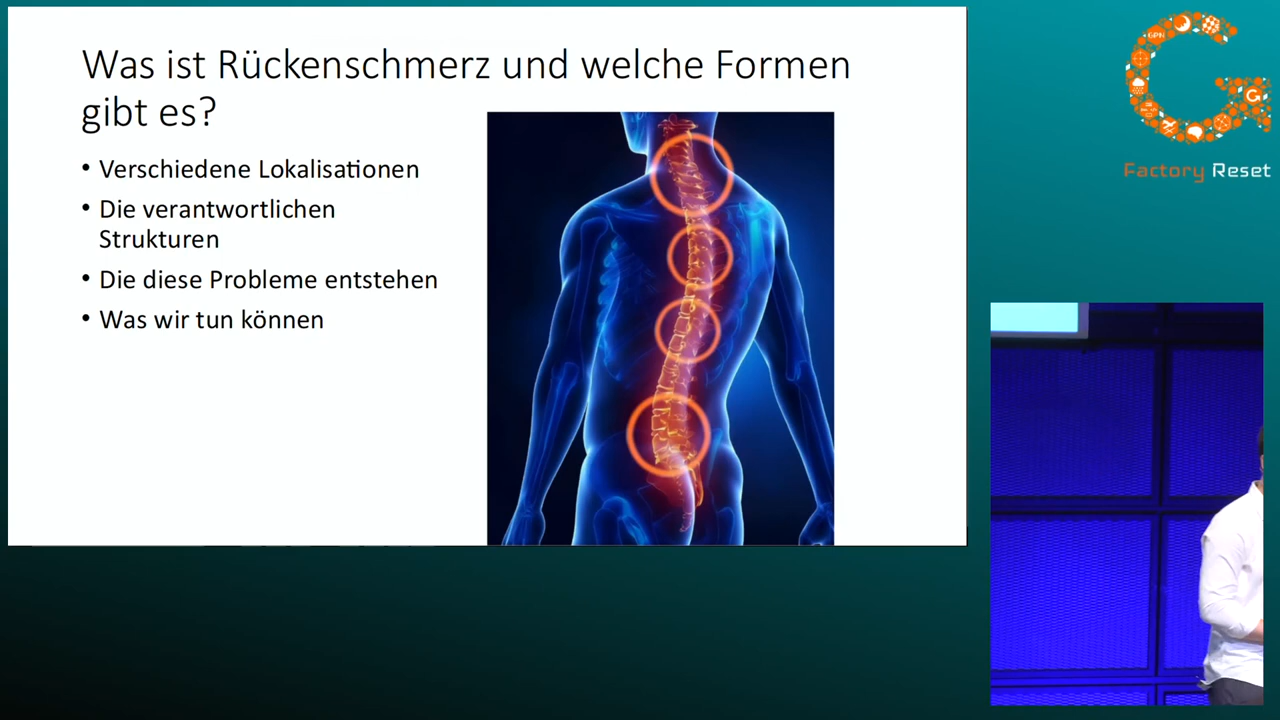 Was ist Rückenschmerz und welche Formen
gibt es?
• Verschiedene Lokalisationen
• Die verantwortlichen
Strukturen
• Die diese Probleme entstehen
• Was wir tun können
GPN
Factory Reset